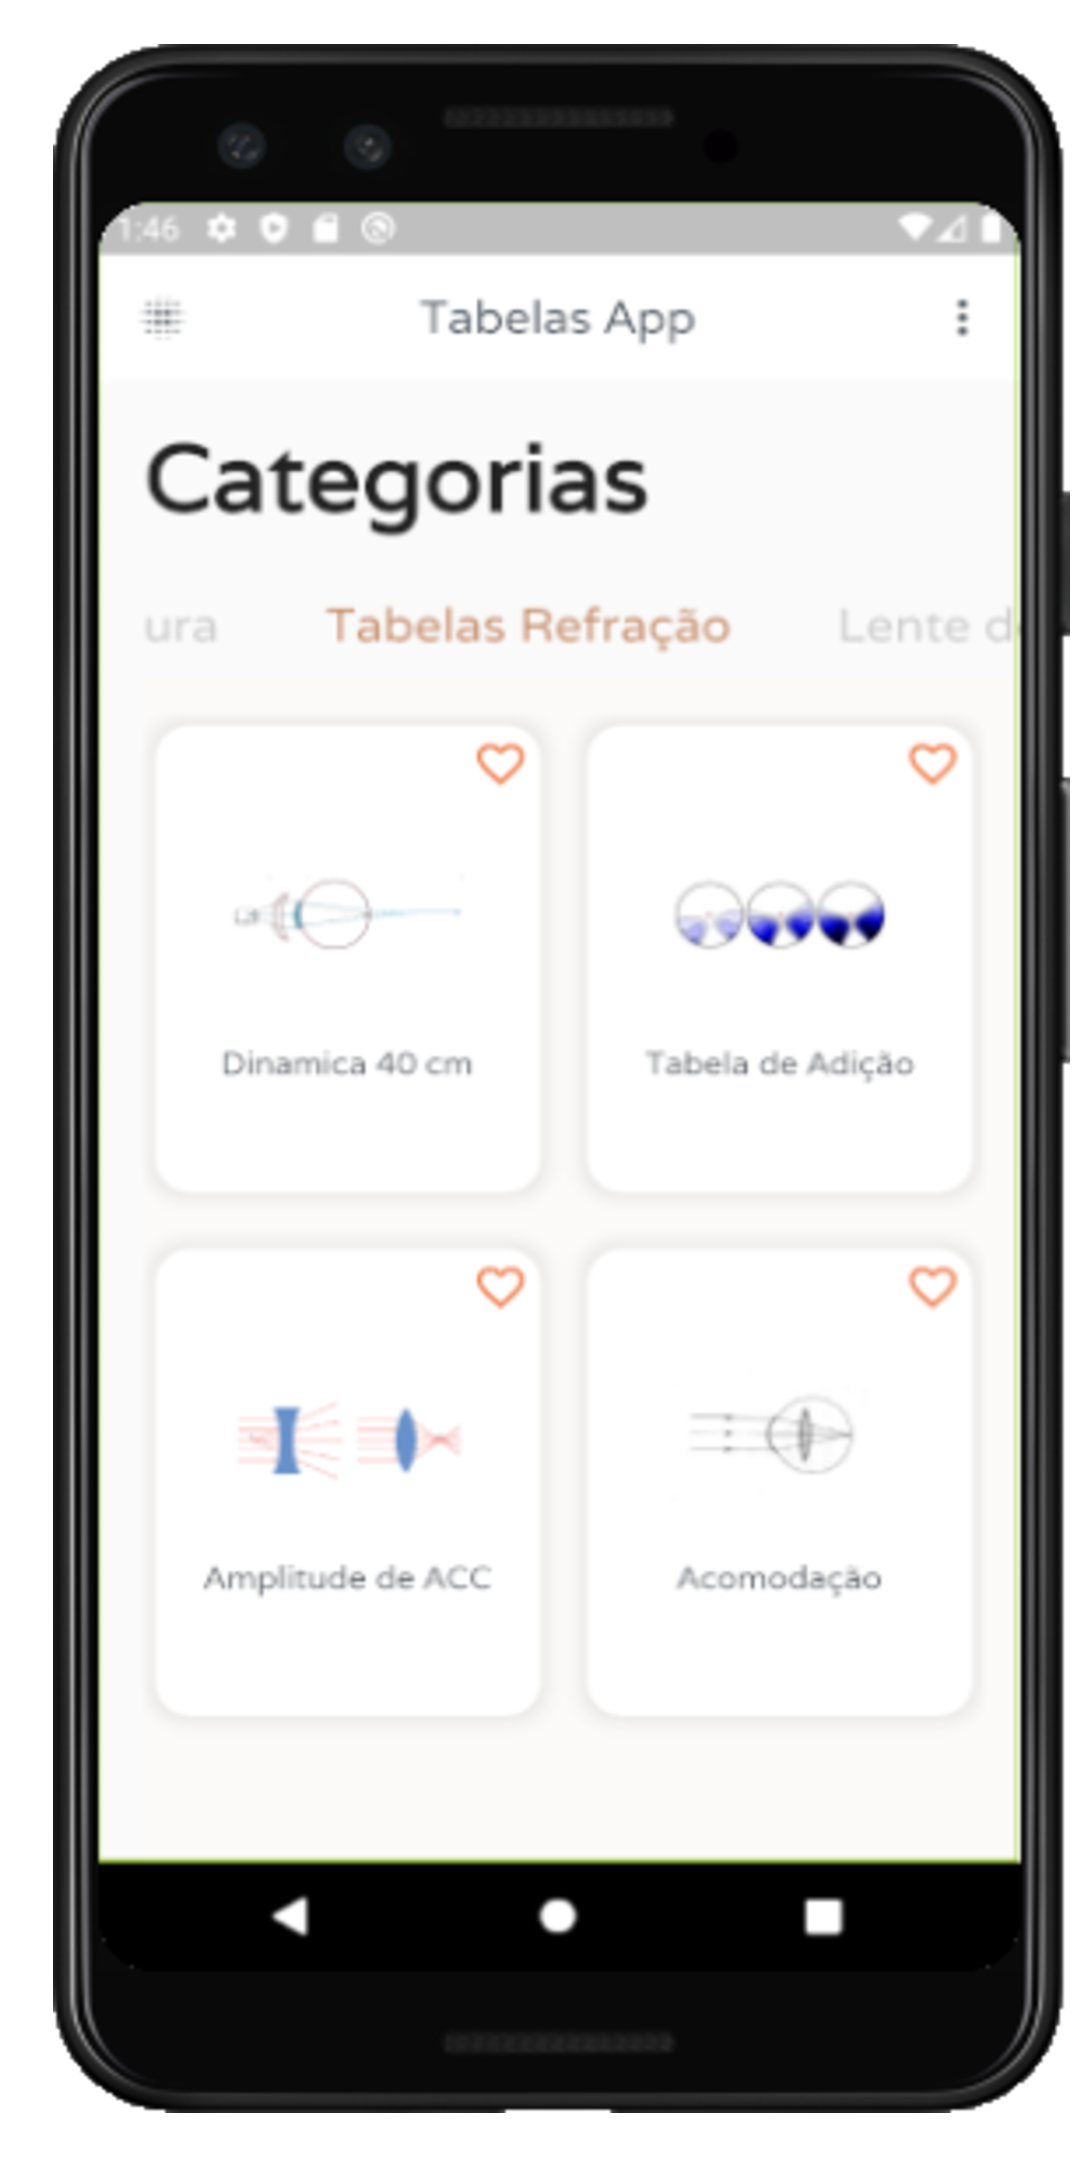 1:46
Tabelas App
Categorias
ura Tabelas Refração Lente d
Dinamica 40 cm
Tabela de Adição
Amplitude de ACC
Acomodação